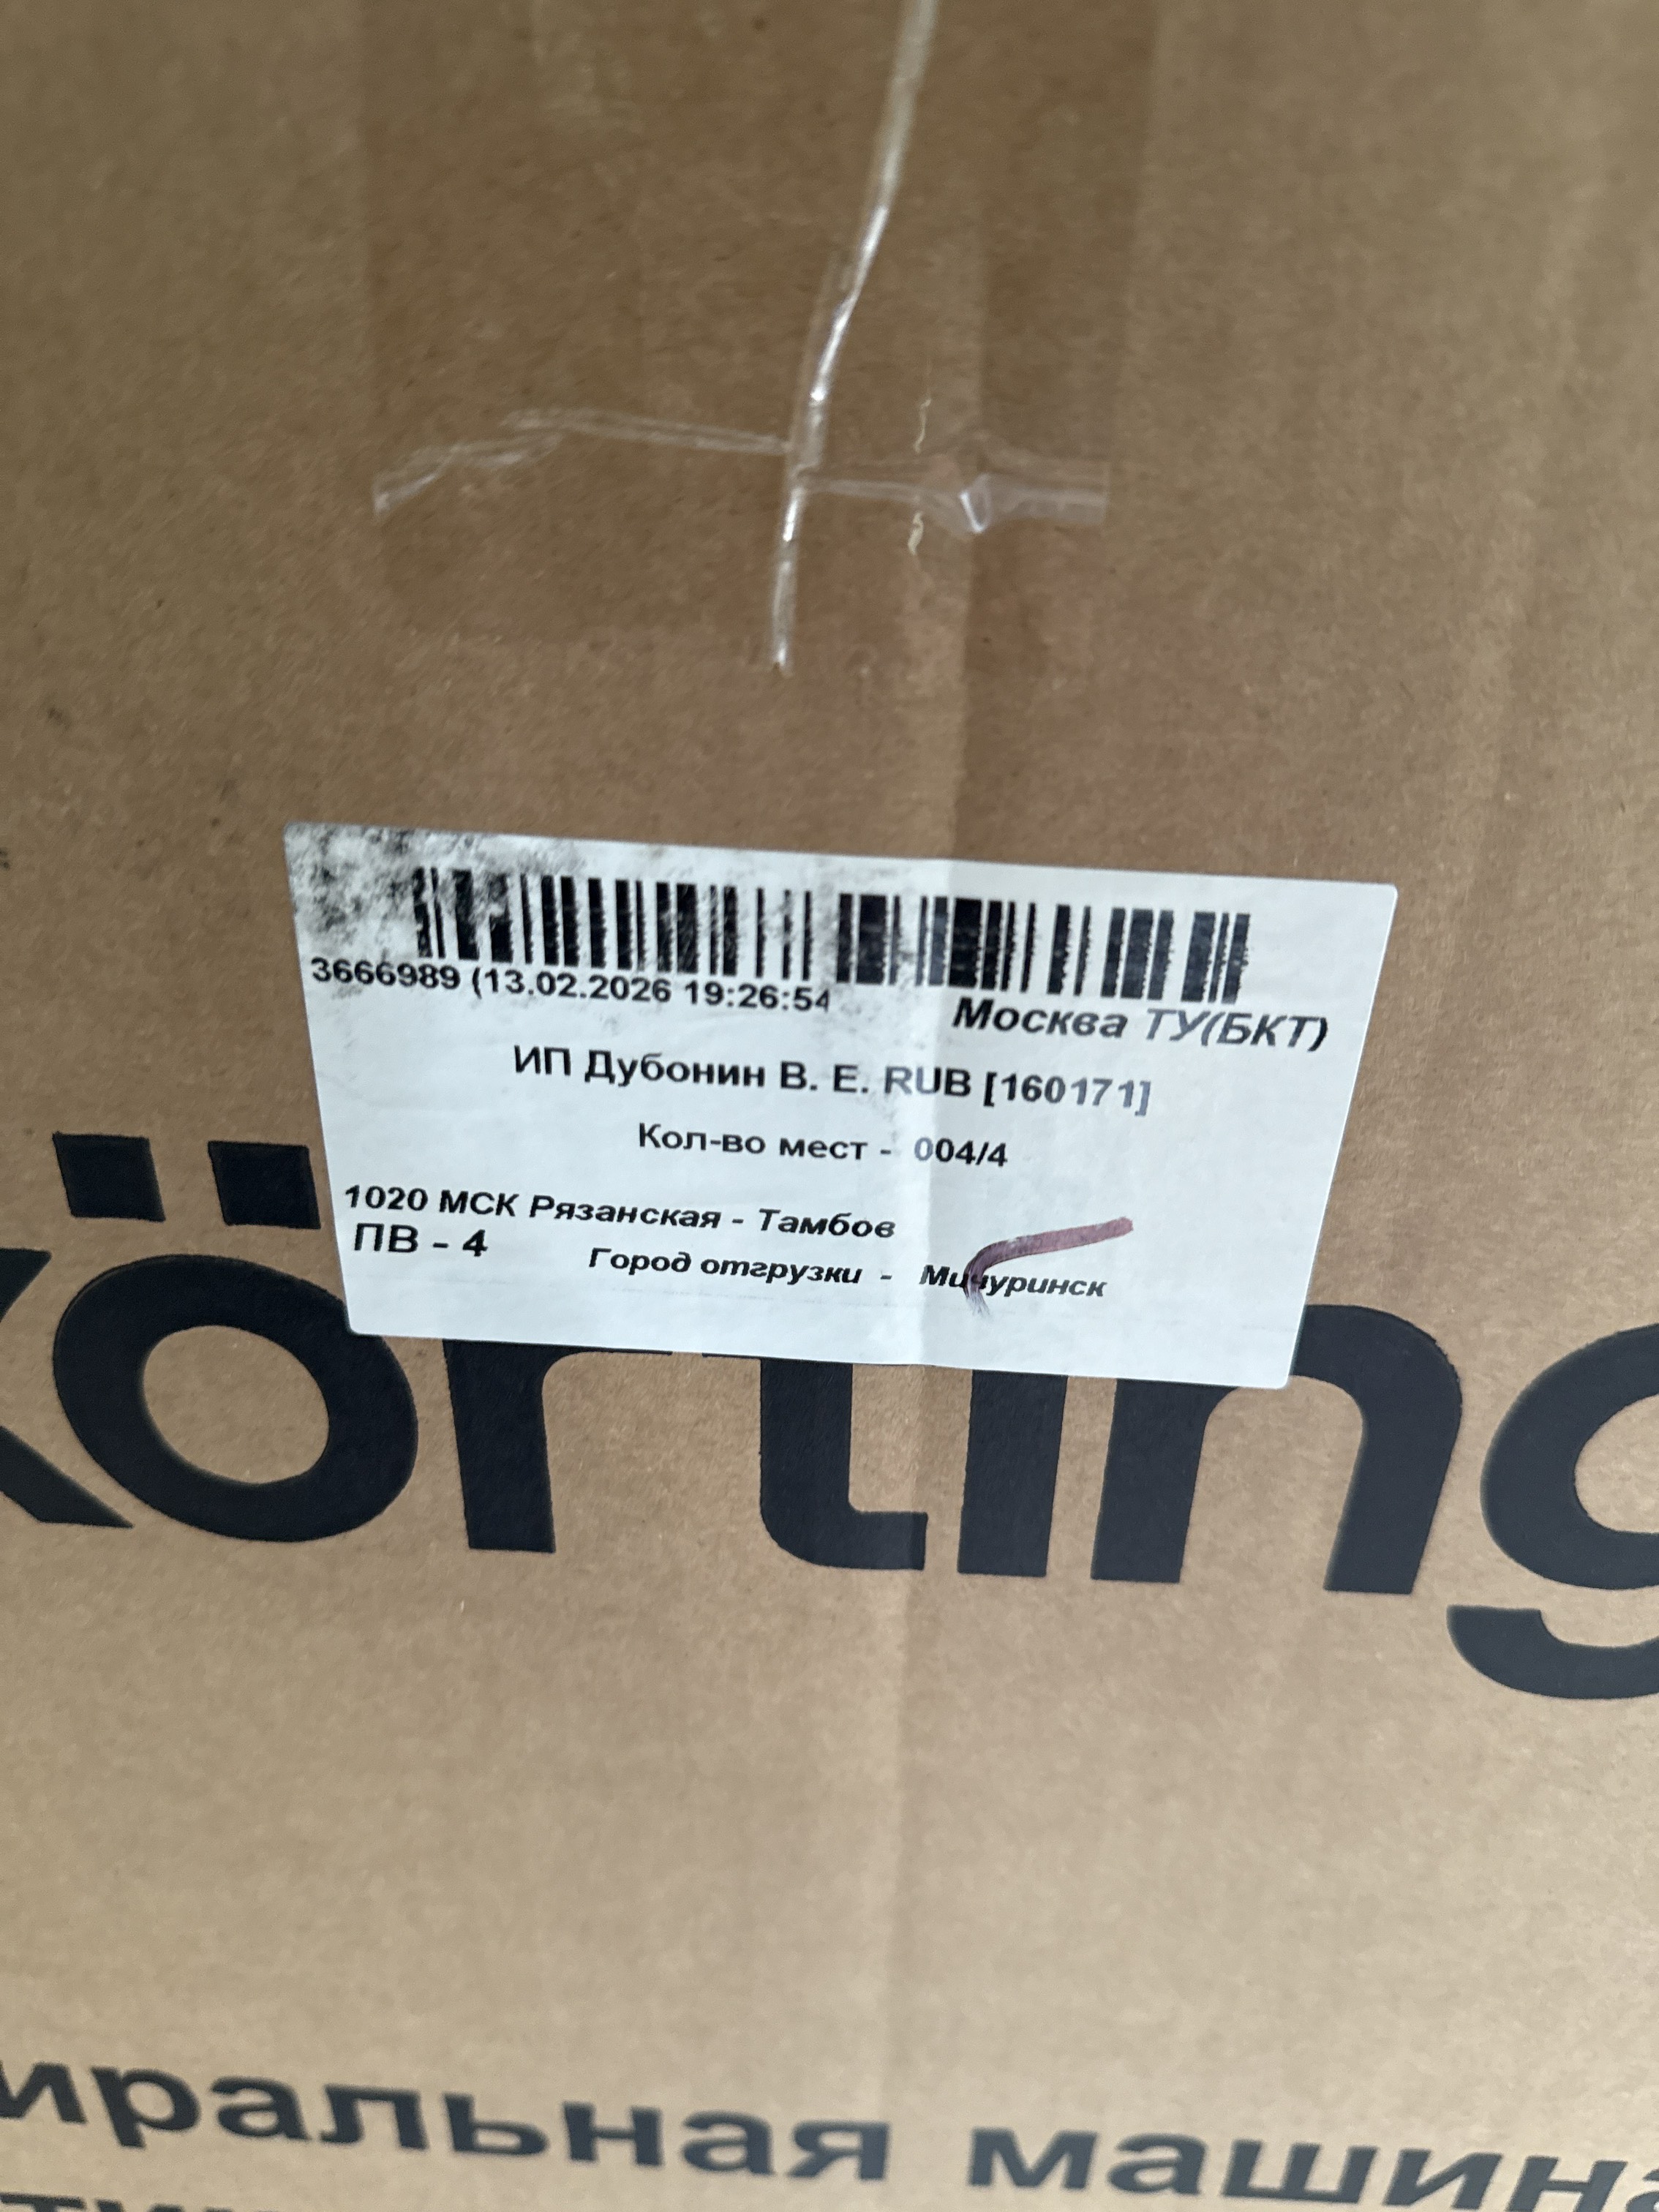 3666989 (13.02.2026 19:26:54
Москва ТУ(БКТ)
ИП Дубонин В. Е. RUB [160171]
Кол-во мест - 004/4
1020 МСК Рязанская - Тамбов
ПВ - 4
Город отгрузки - Мичуринск
körting
иральная машина